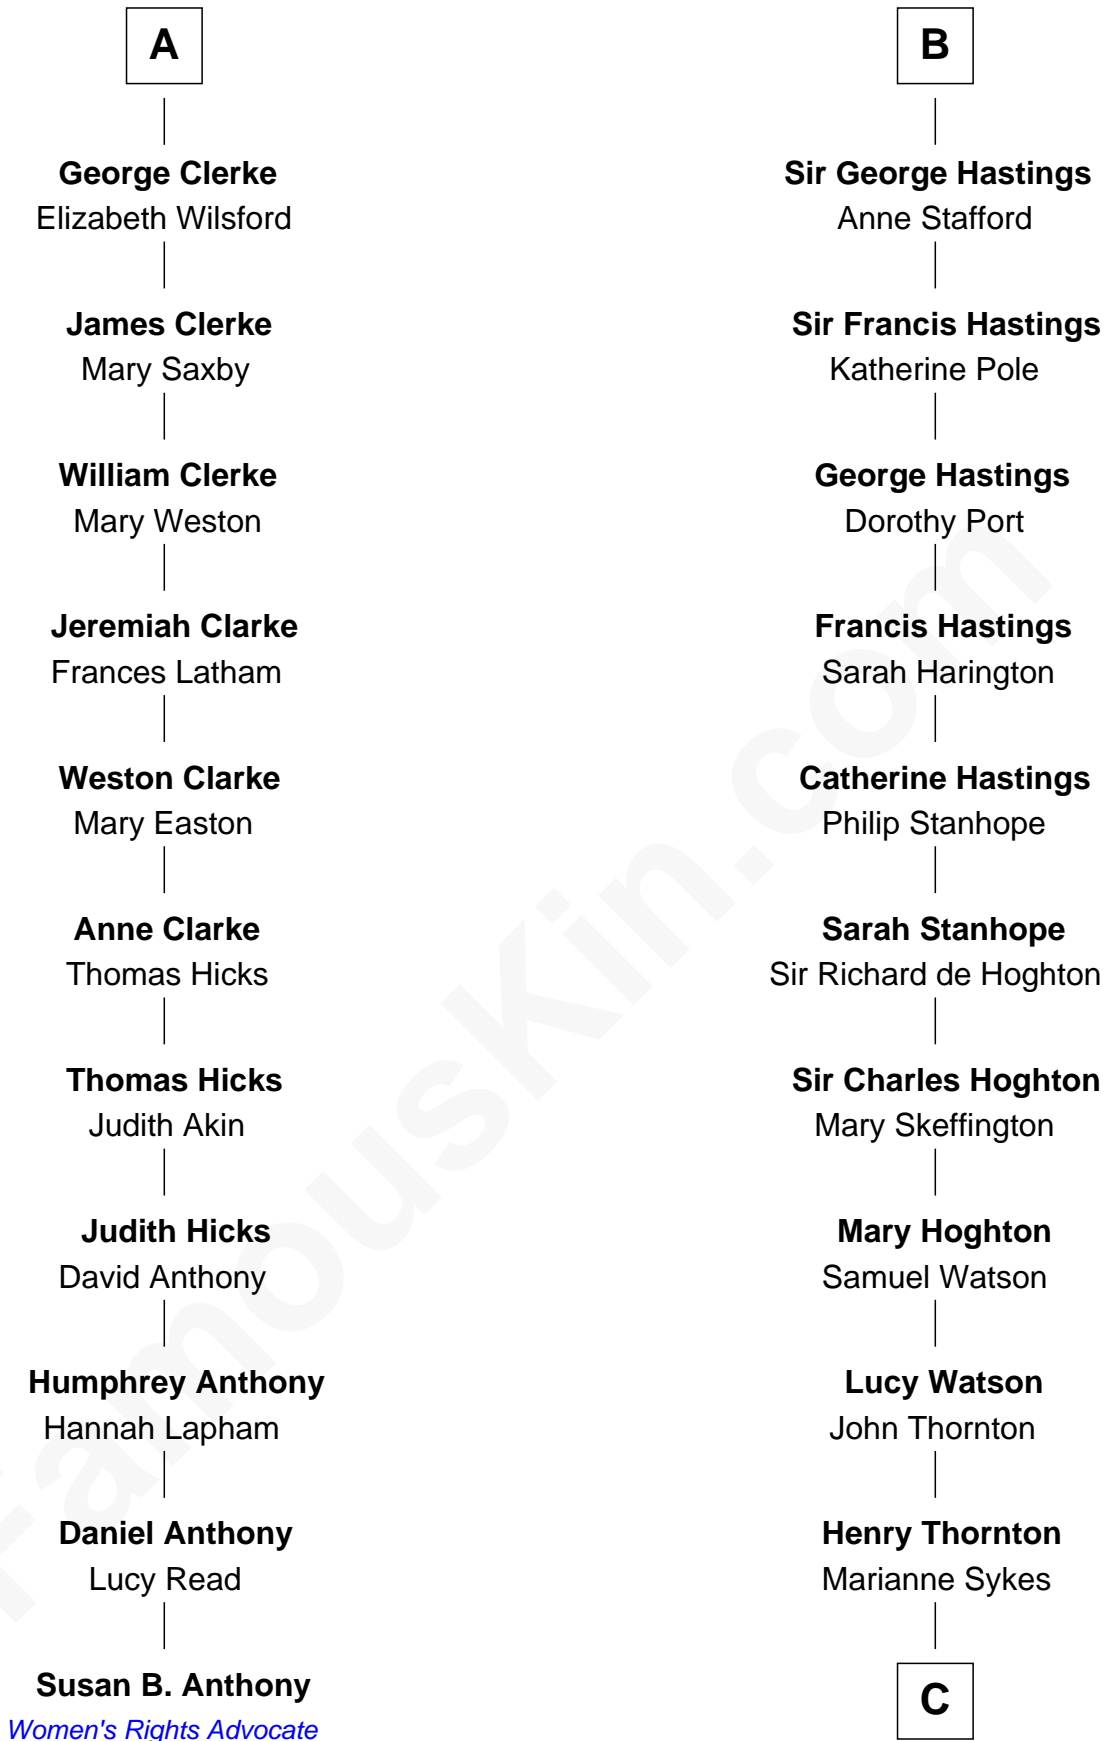 A
George Clerke
Elizabeth Wilsford
James Clerke
Mary Saxby
William Clerke
Mary Weston
Jeremiah Clarke
Frances Latham
Weston Clarke
Mary Easton
Anne Clarke
Thomas Hicks
Thomas Hicks
Judith Akin
Judith Hicks
David Anthony
Humphrey Anthony
Hannah Lapham
Daniel Anthony
Lucy Read
Susan B. Anthony
Women's Rights Advocate
B
Sir George Hastings
Anne Stafford
Sir Francis Hastings
Katherine Pole
George Hastings
Dorothy Port
Francis Hastings
Sarah Harington
Catherine Hastings
Philip Stanhope
Sarah Stanhope
Sir Richard de Hoghton
Sir Charles Hoghton
Mary Skeffington
Mary Hoghton
Samuel Watson
Lucy Watson
John Thornton
Henry Thornton
Marianne Sykes
C
FamousKin.com